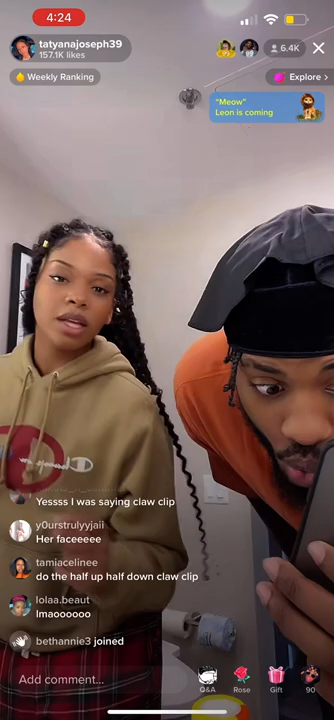 4:24
tatyanajoseph39
157.1K likes
6.4K
Weekly Ranking
Explore >
"Meow"
Leon is coming
Champion
Yessss I was saying claw clip
y0urstrulyyjaii
Her faceeeee
tamiacelinee
do the half up half down claw clip
lolaa.beaut
lmaoooooo
bethannie3 joined
Add comment...
Q&A
Rose
Gift
90